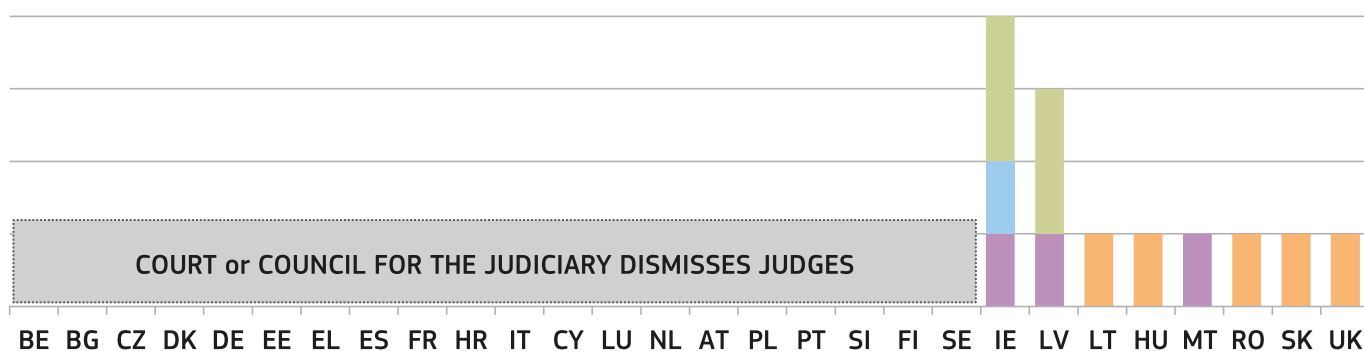 COURT or COUNCIL FOR THE JUDICIARY DISMISSES JUDGES
BE BG CZ DK DE EE EL ES FR HR IT CY LU NL AT PL PT SI FI SE IE LV LT HU MT RO SK UK